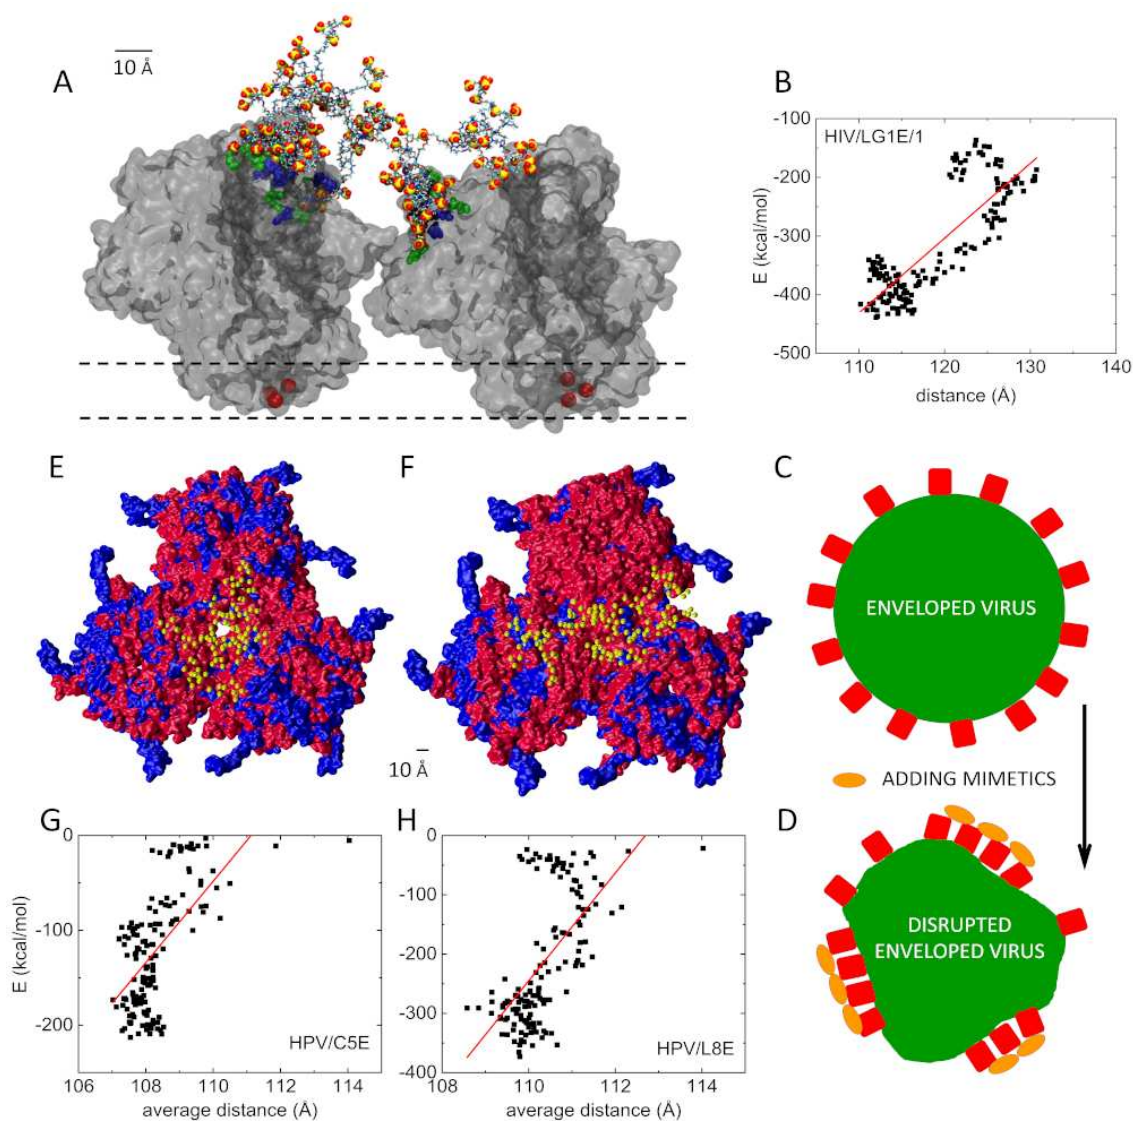 10 Å
A
B
HIV/LG1E/1
E (kcal/mol)
-100
-200
-300
-400
-500
110
120
130
140
distance (Å)
E
F
10 Å
C
ENVELOPED VIRUS
ADDING MIMETICS
D
DISRUPTED
ENVELOPED VIRUS
G
E (kcal/mol)
0
-50
-100
-150
-200
106
108
110
112
114
average distance (Å)
HPV/C5E
H
0
-100
-200
-300
-400
108
110
112
114
average distance (Å)
HPV/L8E